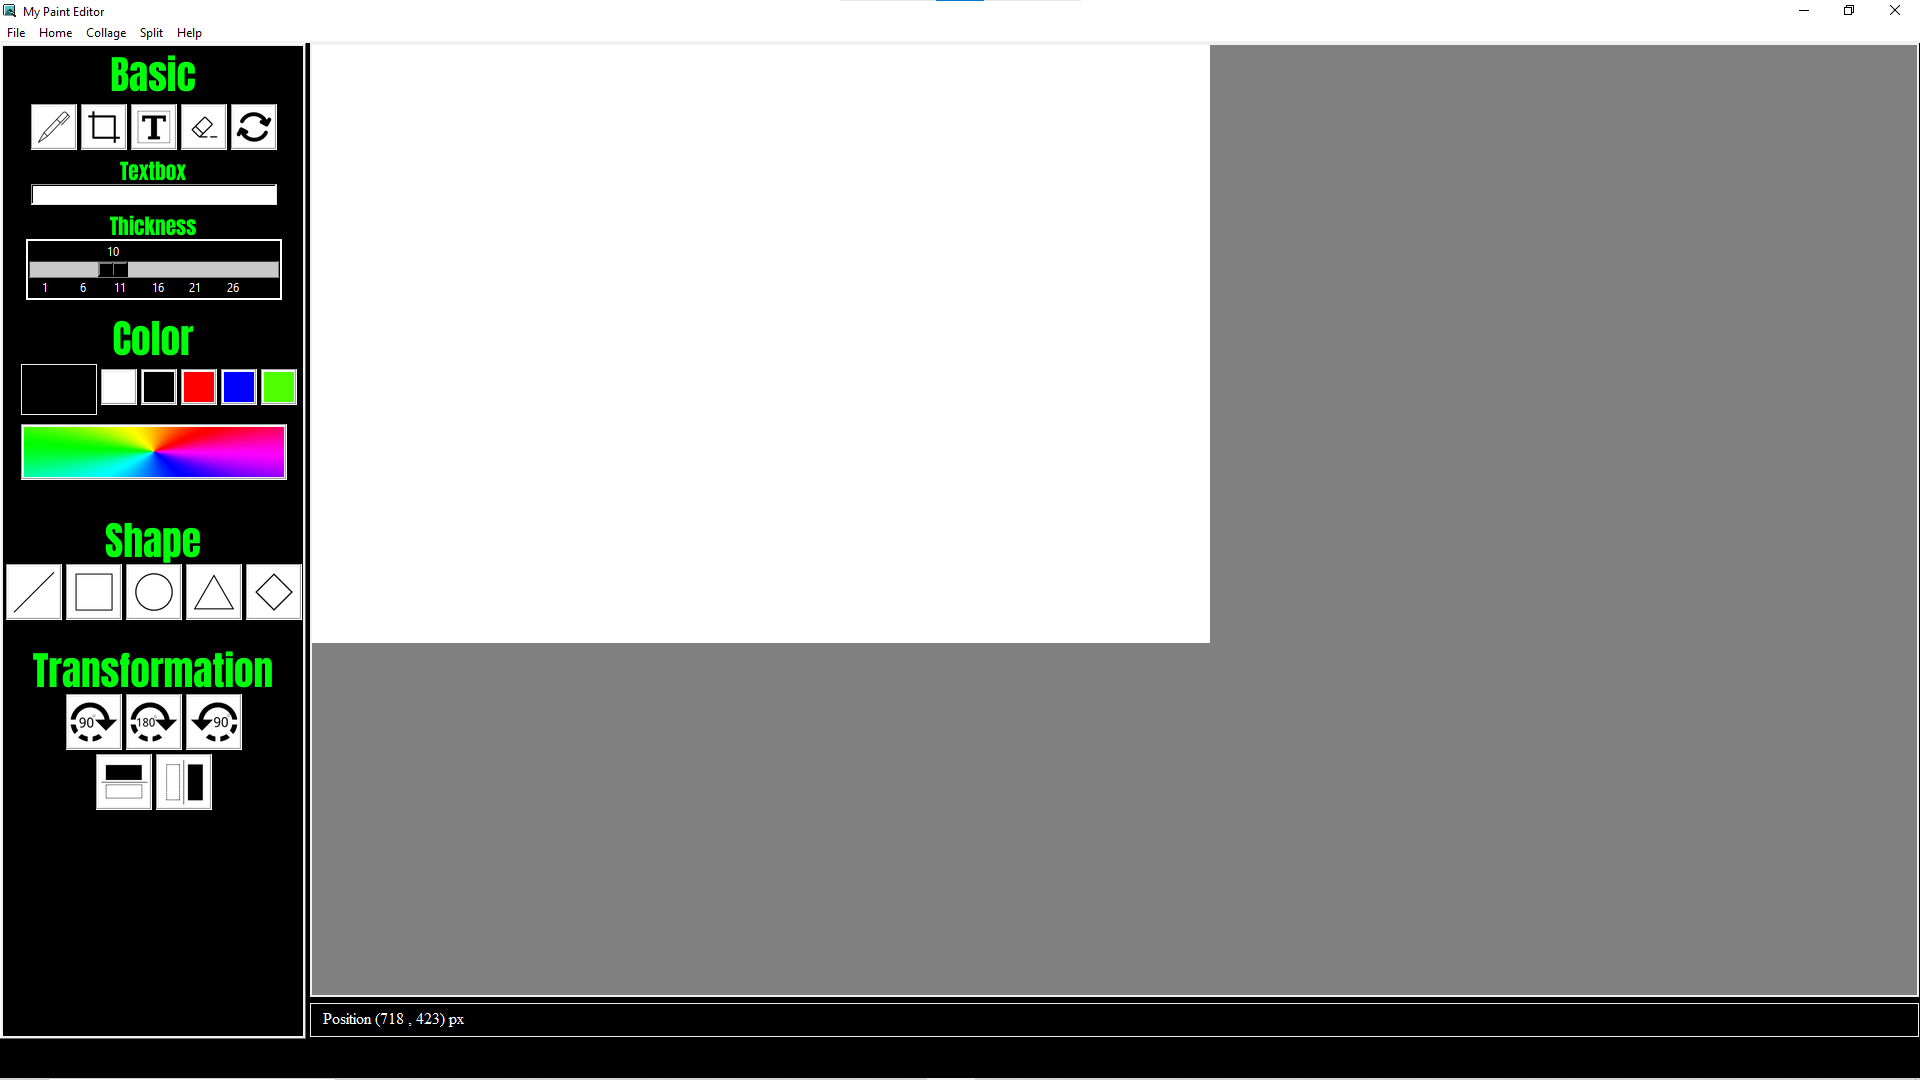 My Paint Editor
File Home Collage Split Help
Basic
T
Textbox
Thickness
10
1 6 11 16 21 26
Color
Shape
Transformation
90° 180° 90°
Position (718 , 423) px